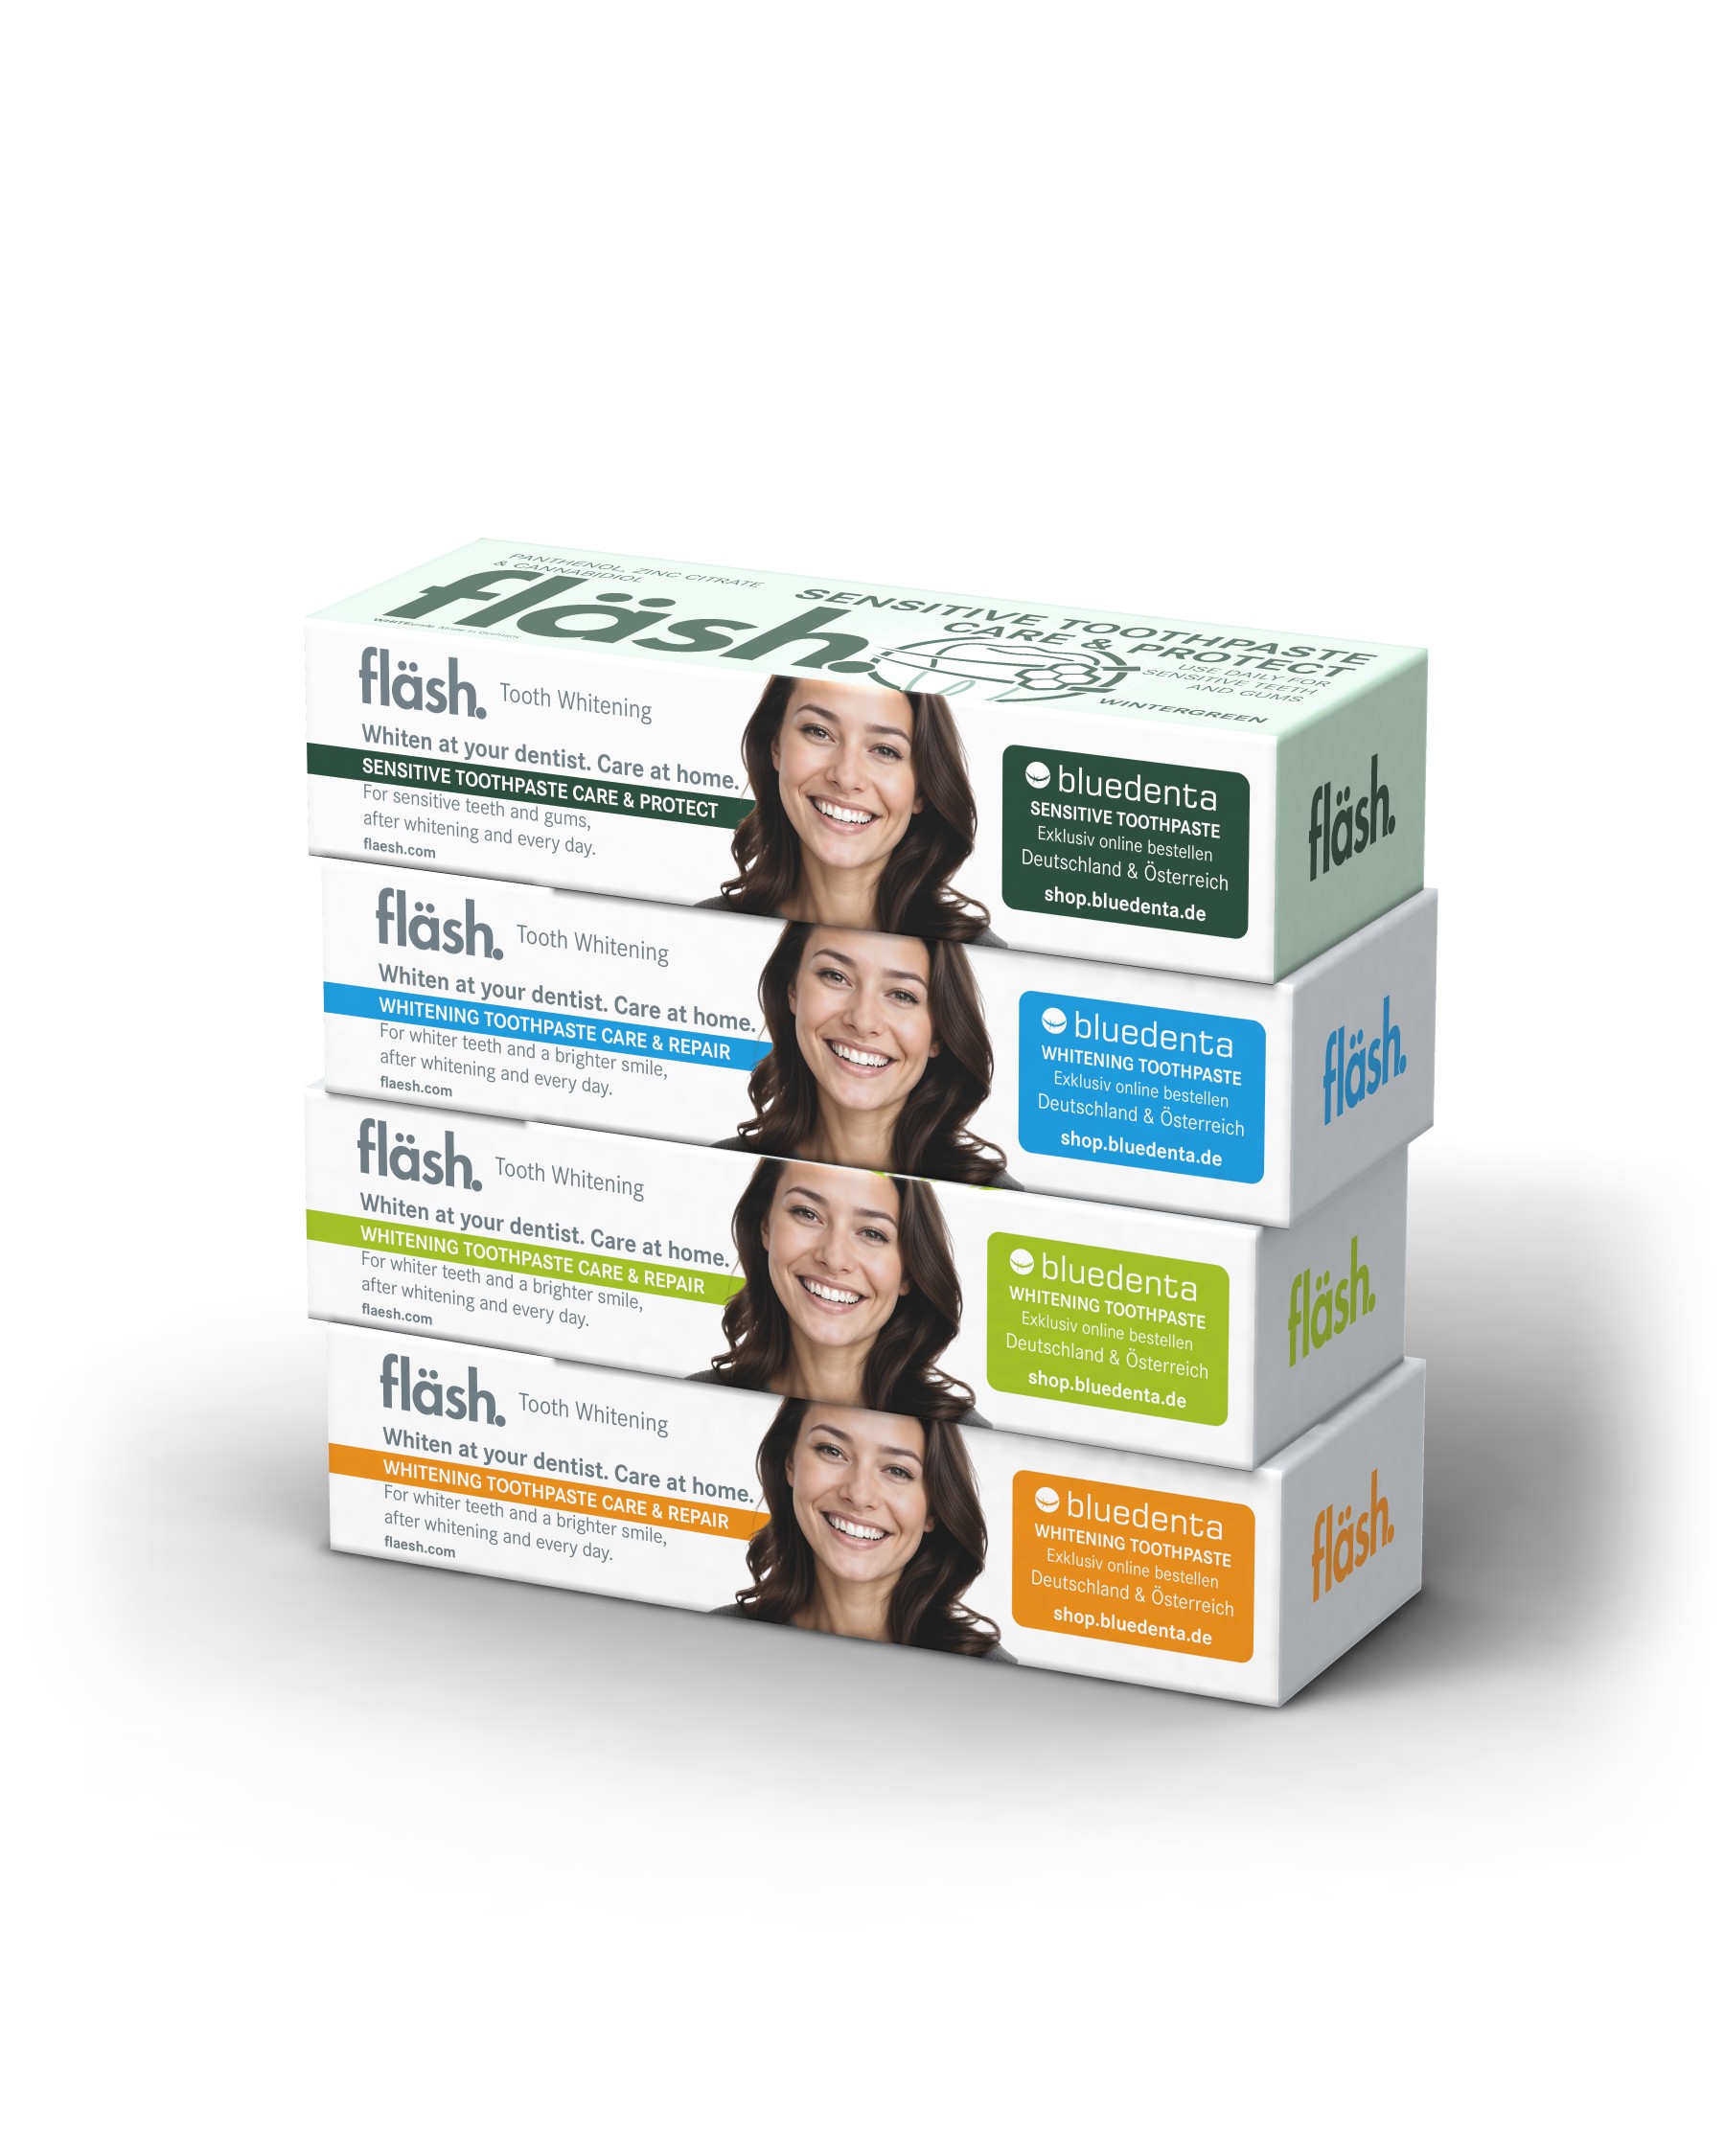 PANTHENOL, ZINC CITRATE
& CANNABIDIOL
fläsh.
WHITEsmile. Made in Germany.
SENSITIVE TOOTHPASTE
CARE & PROTECT
USE DAILY FOR
SENSITIVE TEETH
AND GUMS
WINTERGREEN
fläsh. Tooth Whitening
Whiten at your dentist. Care at home.
SENSITIVE TOOTHPASTE CARE & PROTECT
For sensitive teeth and gums,
after whitening and every day.
flaesh.com
bluedenta
SENSITIVE TOOTHPASTE
Exklusiv online bestellen
Deutschland & Österreich
shop.bluedenta.de
fläsh.
fläsh. Tooth Whitening
Whiten at your dentist. Care at home.
WHITENING TOOTHPASTE CARE & REPAIR
For whiter teeth and a brighter smile,
after whitening and every day.
flaesh.com
bluedenta
WHITENING TOOTHPASTE
Exklusiv online bestellen
Deutschland & Österreich
shop.bluedenta.de
fläsh.
fläsh. Tooth Whitening
Whiten at your dentist. Care at home.
WHITENING TOOTHPASTE CARE & REPAIR
For whiter teeth and a brighter smile,
after whitening and every day.
flaesh.com
bluedenta
WHITENING TOOTHPASTE
Exklusiv online bestellen
Deutschland & Österreich
shop.bluedenta.de
fläsh.
fläsh. Tooth Whitening
Whiten at your dentist. Care at home.
WHITENING TOOTHPASTE CARE & REPAIR
For whiter teeth and a brighter smile,
after whitening and every day.
flaesh.com
bluedenta
WHITENING TOOTHPASTE
Exklusiv online bestellen
Deutschland & Österreich
shop.bluedenta.de
fläsh.